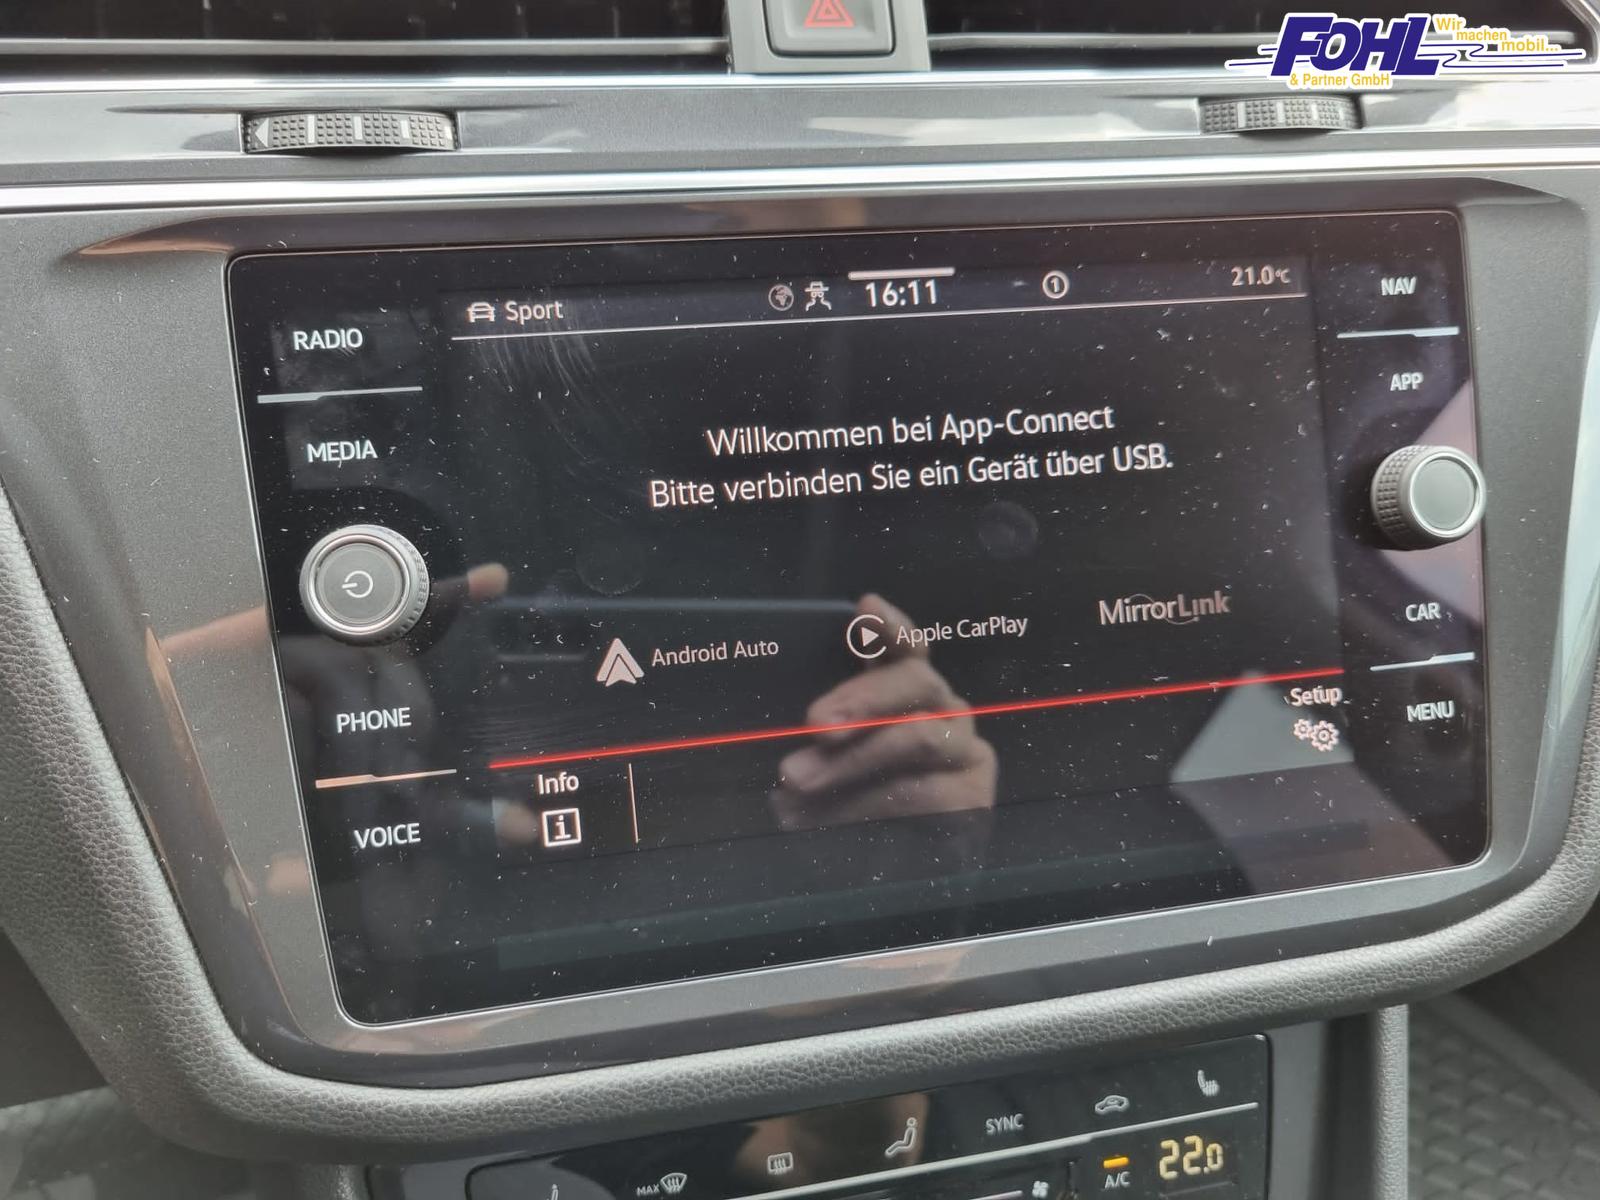 FOHL
Wir
machen
mobil...
& Partner GmbH
RADIO
MEDIA
PHONE
VOICE
Sport
16:11
1
21.0°C
Willkommen bei App-Connect
Bitte verbinden Sie ein Gerät über USB.
Android Auto
Apple CarPlay
MirrorLink
Setup
Info
i
NAV
APP
CAR
MENU
MAX
SYNC
A/C
22.0